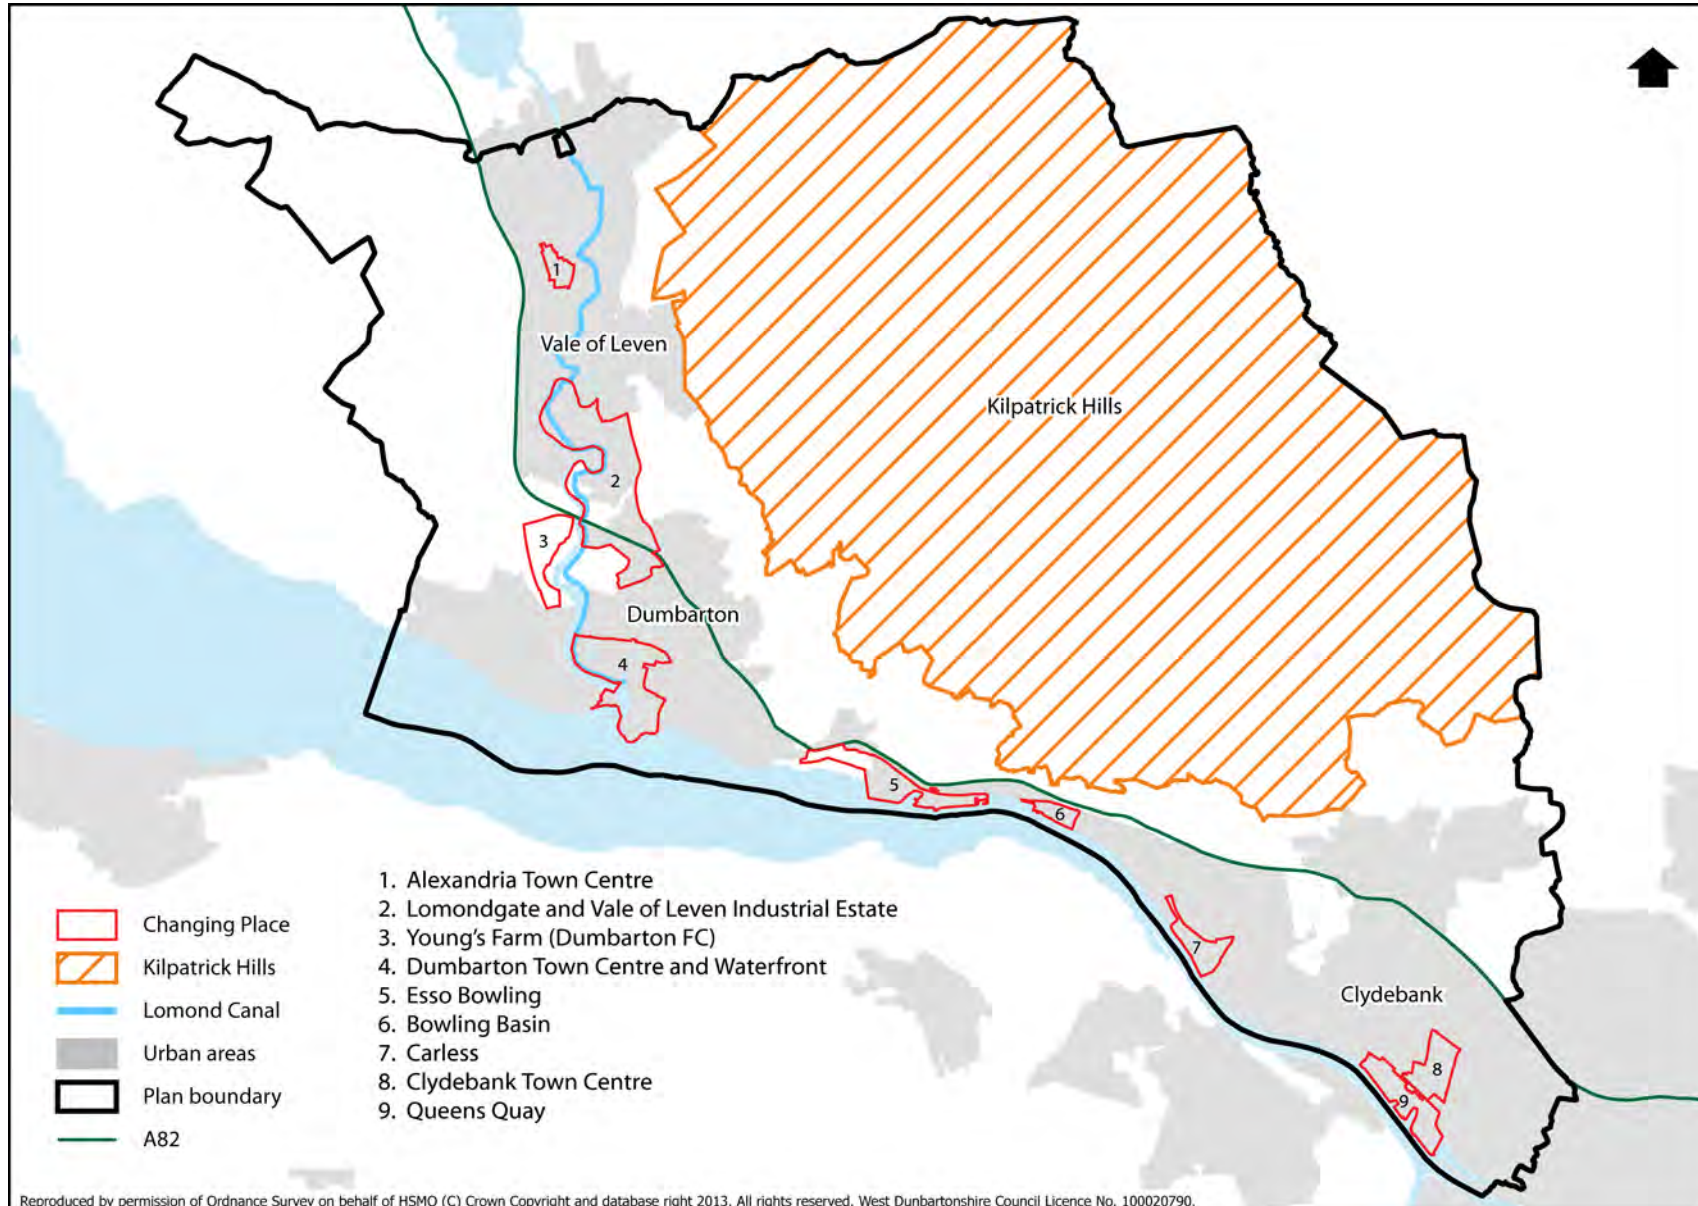 1
Vale of Leven
Kilpatrick Hills
2
3
Dumbarton
4
5
6
7
Clydebank
8
9
Changing Place
Kilpatrick Hills
Lomond Canal
Urban areas
Plan boundary
A82
1. Alexandria Town Centre
2. Lomondgate and Vale of Leven Industrial Estate
3. Young's Farm (Dumbarton FC)
4. Dumbarton Town Centre and Waterfront
5. Esso Bowling
6. Bowling Basin
7. Carless
8. Clydebank Town Centre
9. Queens Quay
Reproduced by permission of Ordnance Survey on behalf of HSMO (C) Crown Copyright and database right 2013. All rights reserved. West Dunbartonshire Council Licence No. 100020790.